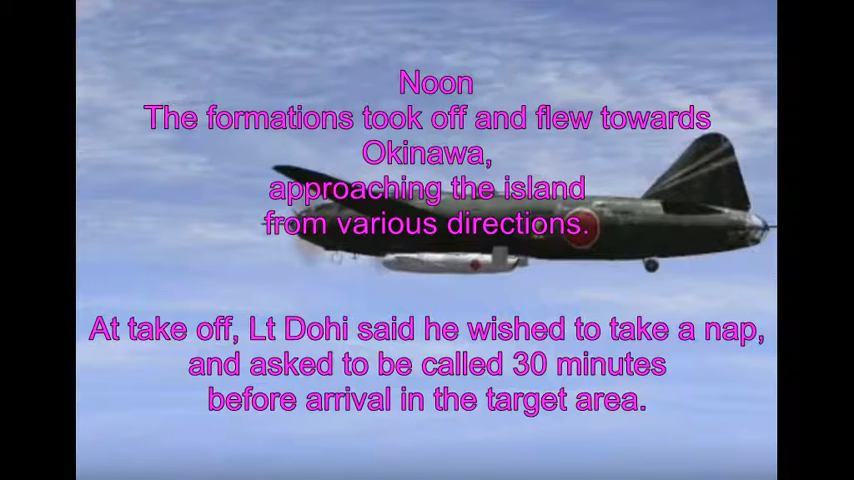 Noon
The formations took off and flew towards
Okinawa,
approaching the island
from various directions.
At take off, Lt Dohi said he wished to take a nap,
and asked to be called 30 minutes
before arrival in the target area.